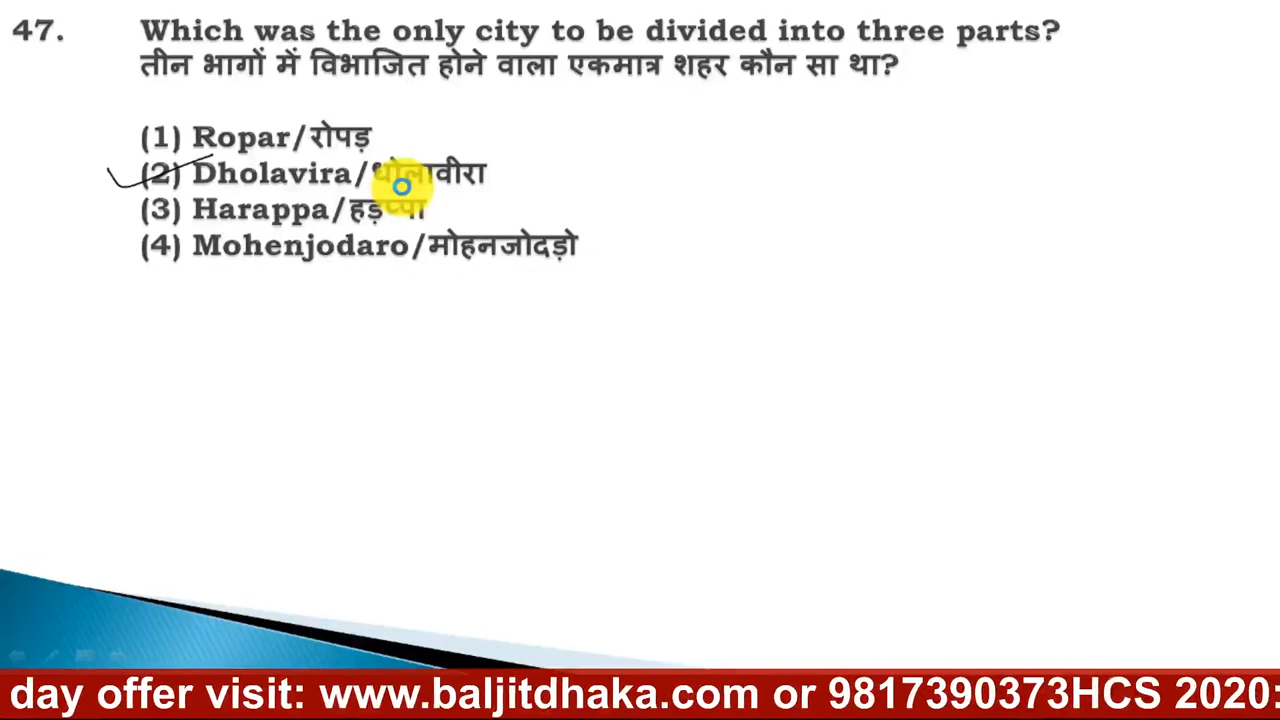 47. Which was the only city to be divided into three parts?
तीन भागों में विभाजित होने वाला एकमात्र शहर कौन सा था?
(1) Ropar/रोपड़
(2) Dholavira/धोलावीरा
(3) Harappa/हड़प्पा
(4) Mohenjodaro/मोहनजोदड़ो
day offer visit: www.baljitdhaka.com or 9817390373HCS 2020: